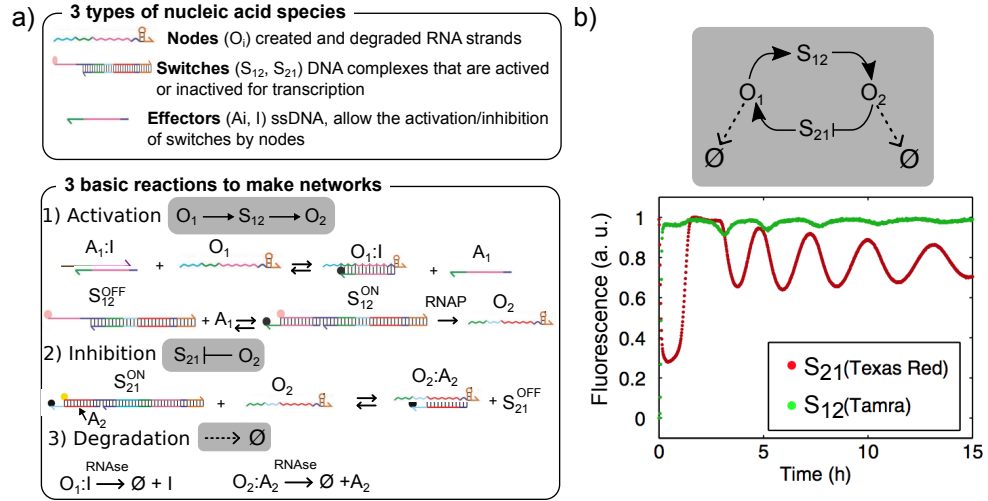 a)
3 types of nucleic acid species
Nodes (Oi) created and degraded RNA strands
Switches (S12, S21) DNA complexes that are actived
or inactived for transcription
Effectors (Ai, I) ssDNA, allow the activation/inhibition
of switches by nodes
3 basic reactions to make networks
1) Activation O1 → S12 → O2
A1:I + O1 ⇌ O1:I + A1
S12^OFF + A1 ⇌ S12^ON RNAP → O2
2) Inhibition S21 ⊢ O2
S21^ON A2 + O2 ⇌ O2:A2 + S21^OFF
3) Degradation ⇢ Ø
O1:I RNAse → Ø + I O2:A2 RNAse → Ø +A2
b)
S12
O1 O2
S21
Ø Ø
Fluorescence (a. u.)
1
0.8
0.6
0.4
0.2
0
S21(Texas Red)
S12(Tamra)
0 5 10 15
Time (h)